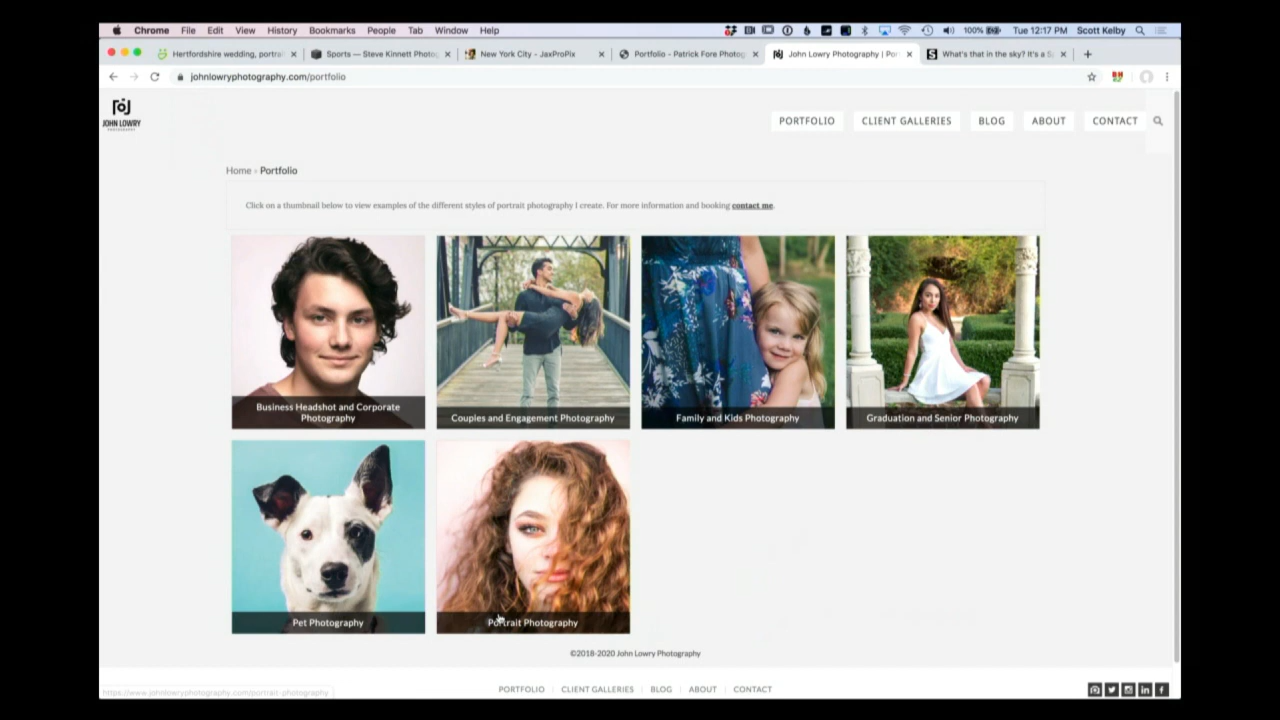 Chrome File Edit View History Bookmarks People Tab Window Help 100% Tue 12:17 PM Scott Kelby
Hertfordshire wedding, portrai
Sports — Steve Kinnett Photo
New York City - JaxProPix
Portfolio - Patrick Fore Photog
John Lowry Photography | Por
What's that in the sky? It's a S
johnlowryphotography.com/portfolio
JOHN LOWRY
PHOTOGRAPHY
PORTFOLIO CLIENT GALLERIES BLOG ABOUT CONTACT
Home › Portfolio
Click on a thumbnail below to view examples of the different styles of portrait photography I create. For more information and booking contact me.
Business Headshot and Corporate
Photography
Couples and Engagement Photography
Family and Kids Photography
Graduation and Senior Photography
Pet Photography
Portrait Photography
©2018-2020 John Lowry Photography
PORTFOLIO | CLIENT GALLERIES | BLOG | ABOUT | CONTACT
https://www.johnlowryphotography.com/portrait-photography